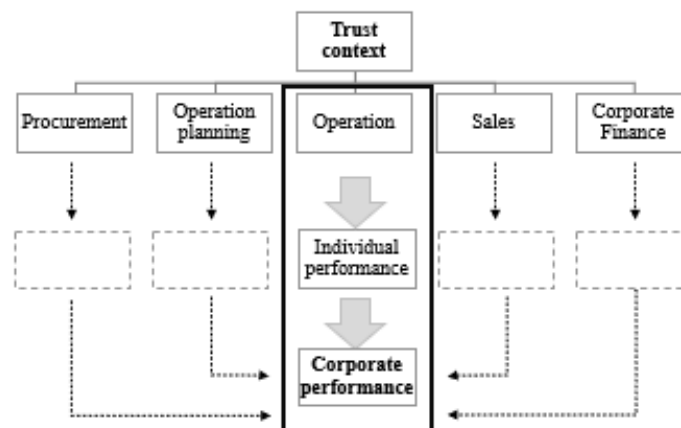 Trust
context
Procurement
Operation
planning
Operation
Sales
Corporate
Finance
Individual
performance
Corporate
performance